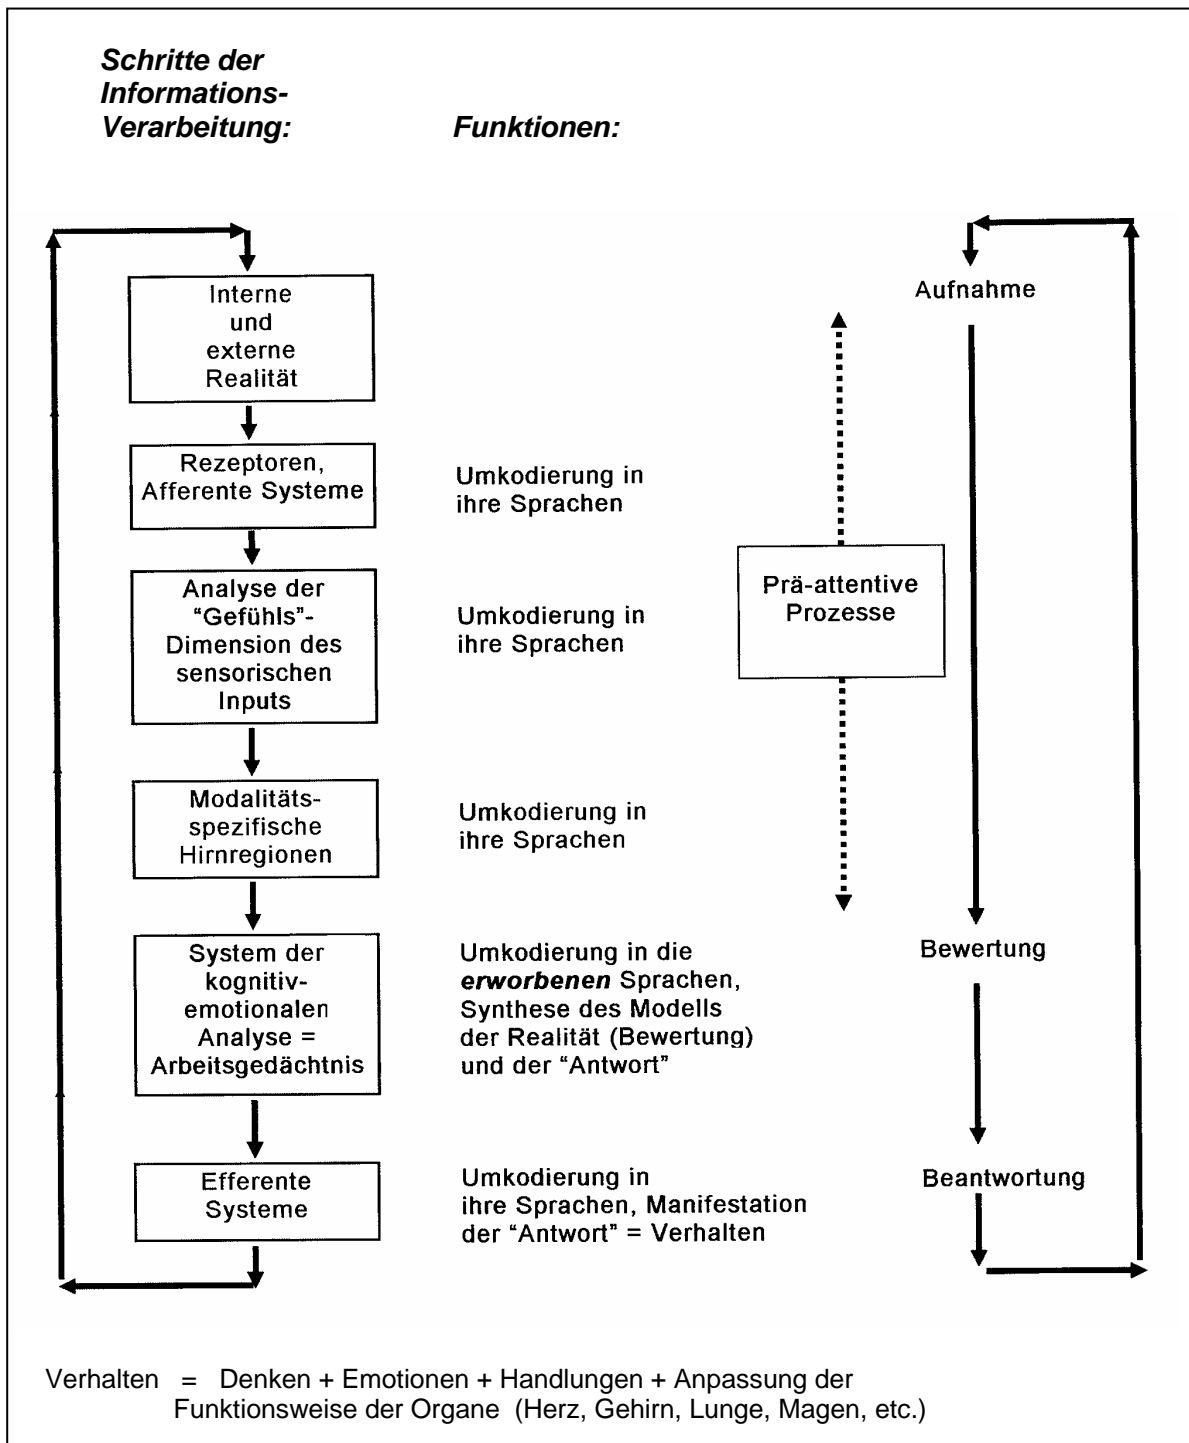 Schritte der
Informations-
Verarbeitung:
Funktionen:
Interne
und
externe
Realität
Aufnahme
Rezeptoren,
Afferente Systeme
Umkodierung in
ihre Sprachen
Analyse der
“Gefühls”-
Dimension des
sensorischen
Inputs
Umkodierung in
ihre Sprachen
Prä-attentive
Prozesse
Modalitäts-
spezifische
Hirnregionen
Umkodierung in
ihre Sprachen
System der
kognitiv-
emotionalen
Analyse =
Arbeitsgedächtnis
Umkodierung in die
erworbenen Sprachen,
Synthese des Modells
der Realität (Bewertung)
und der “Antwort”
Bewertung
Efferente
Systeme
Umkodierung in
ihre Sprachen, Manifestation
der “Antwort” = Verhalten
Beantwortung
Verhalten = Denken + Emotionen + Handlungen + Anpassung der
Funktionsweise der Organe (Herz, Gehirn, Lunge, Magen, etc.)